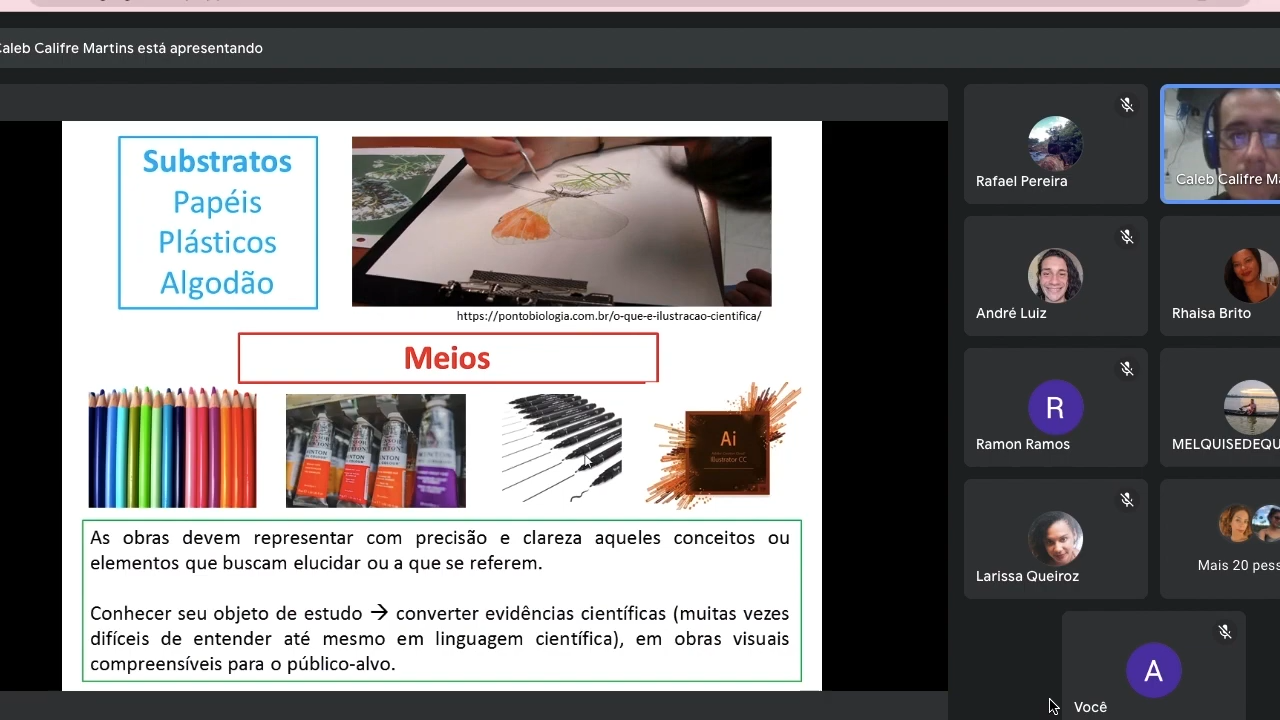 Caleb Califre Martins está apresentando
Substratos
Papéis
Plásticos
Algodão
https://pontobiologia.com.br/o-que-e-ilustracao-cientifica/
Meios
Ai
Illustrator CC
As obras devem representar com precisão e clareza aqueles conceitos ou
elementos que buscam elucidar ou a que se referem.
Conhecer seu objeto de estudo → converter evidências científicas (muitas vezes
difíceis de entender até mesmo em linguagem científica), em obras visuais
compreensíveis para o público-alvo.
Rafael Pereira
Caleb Califre Ma
André Luiz
Rhaisa Brito
R
Ramon Ramos
MELQUISEDEQU
Larissa Queiroz
Mais 20 pess
A
Você